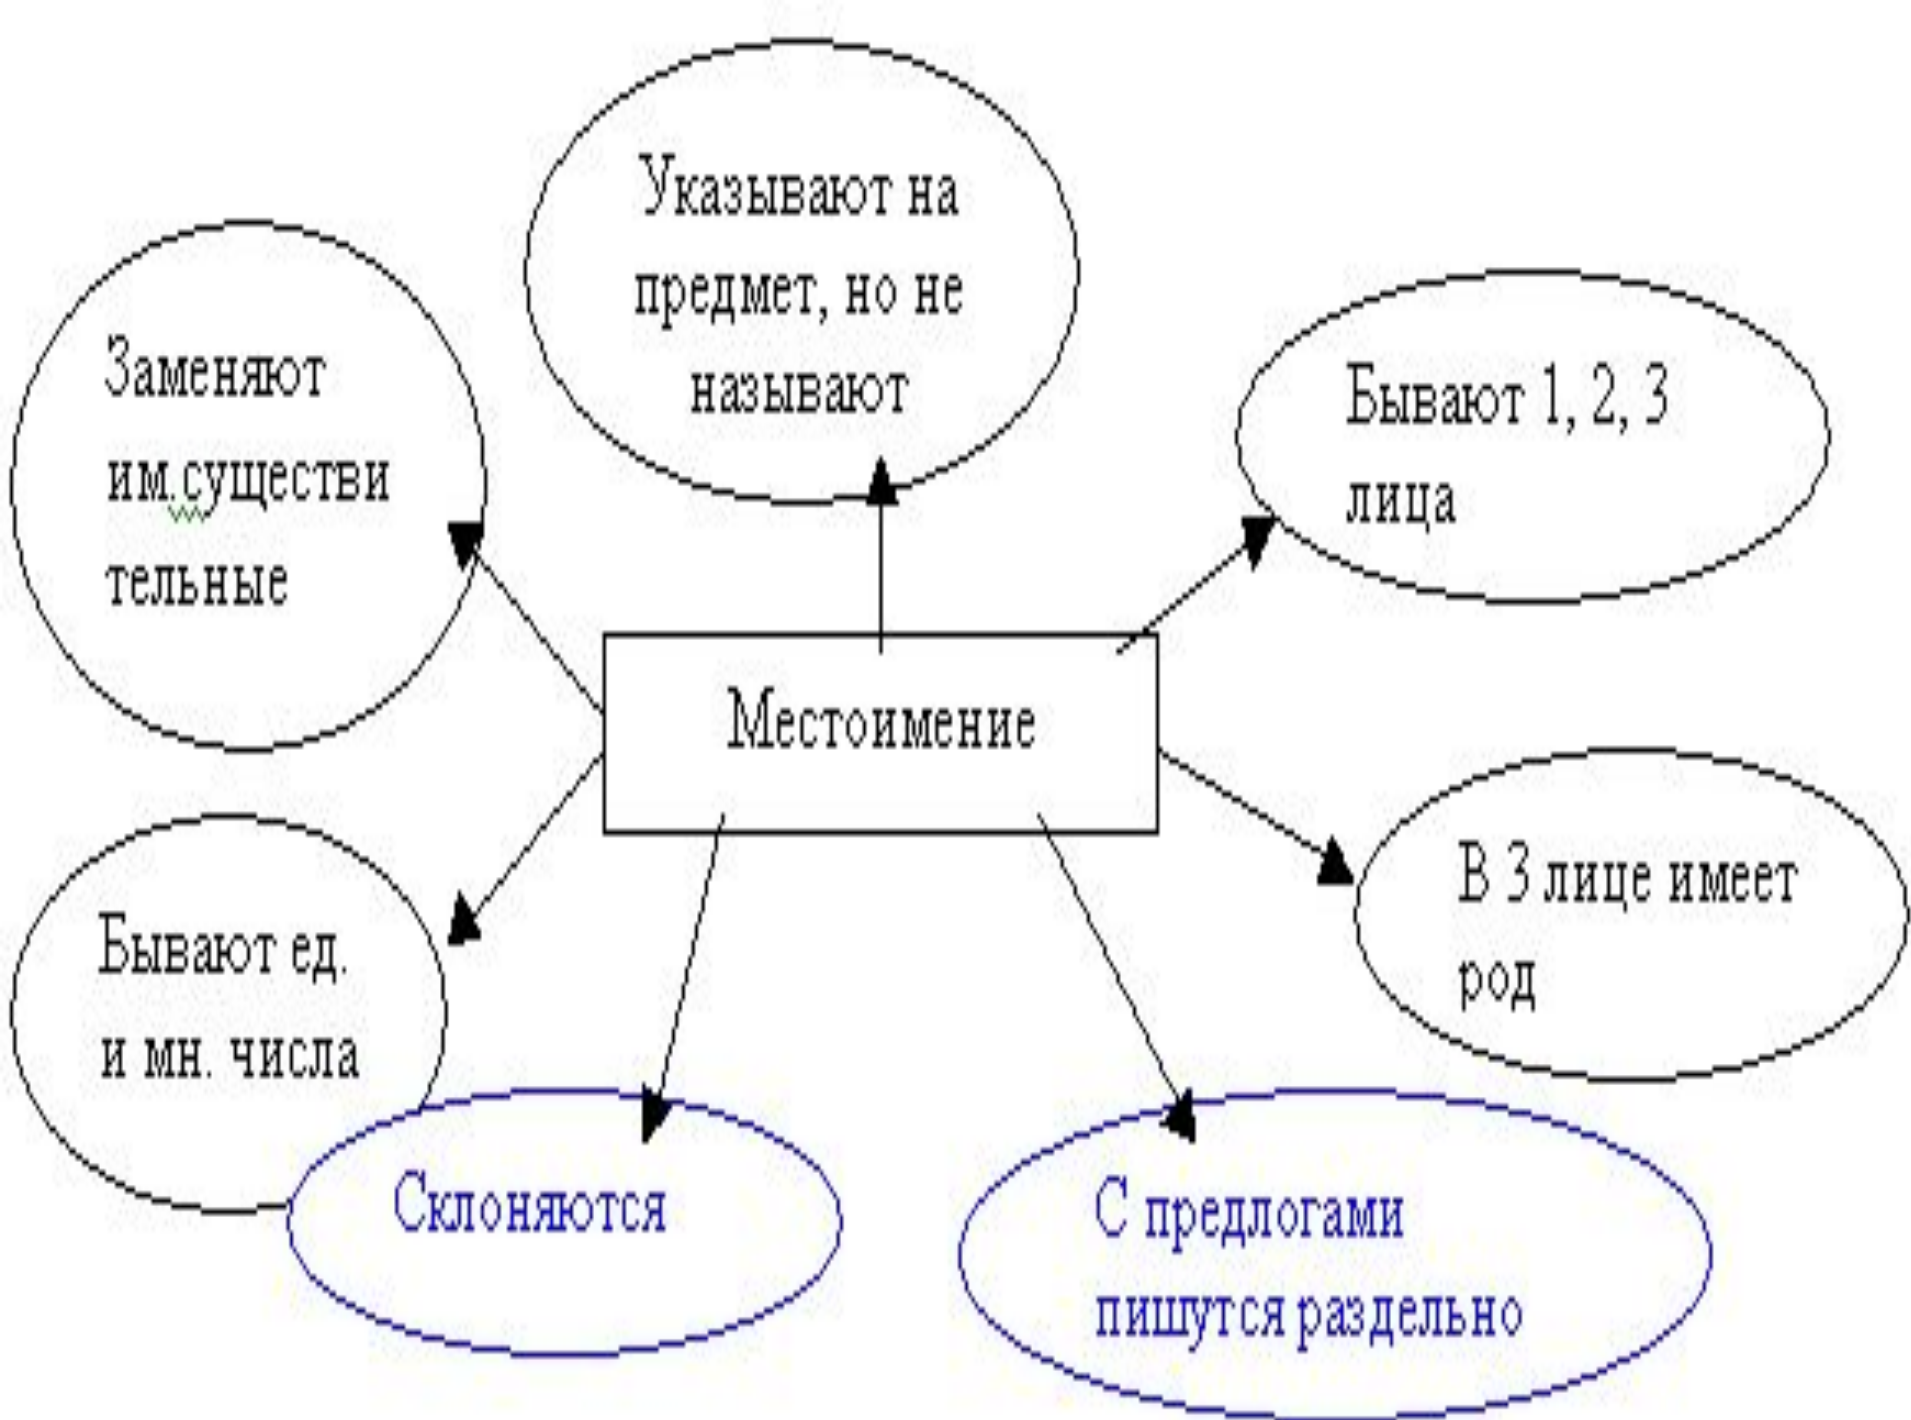 Указывают на
предмет, но не
называют
Заменяют
им.существи
тельные
Бывают 1, 2, 3
лица
Местоимение
В 3 лице имеет
род
Бывают ед.
и мн. числа
Склоняются
С предлогами
пишутся раздельно